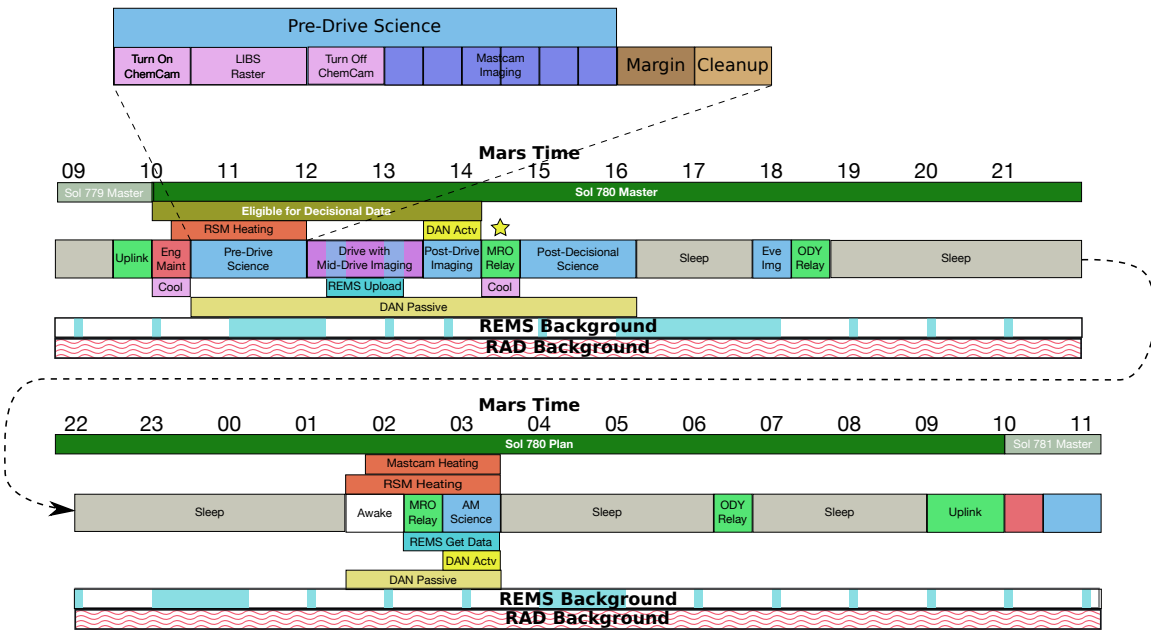 Pre-Drive Science
Turn On
ChemCam
LIBS
Raster
Turn Off
ChemCam
Mastcam
Imaging
Margin
Cleanup
Mars Time
09 10 11 12 13 14 15 16 17 18 19 20 21
Sol 779 Master
Sol 780 Master
Eligible for Decisional Data
RSM Heating
DAN Actv
Uplink
Eng
Maint
Pre-Drive
Science
Drive with
Mid-Drive Imaging
Post-Drive
Imaging
MRO
Relay
Post-Decisional
Science
Sleep
Eve
Img
ODY
Relay
Sleep
Cool
REMS Upload
Cool
DAN Passive
REMS Background
RAD Background
Mars Time
22 23 00 01 02 03 04 05 06 07 08 09 10 11
Sol 780 Plan
Sol 781 Master
Mastcam Heating
RSM Heating
Sleep
Awake
MRO
Relay
AM
Science
Sleep
ODY
Relay
Sleep
Uplink
REMS Get Data
DAN Actv
DAN Passive
REMS Background
RAD Background